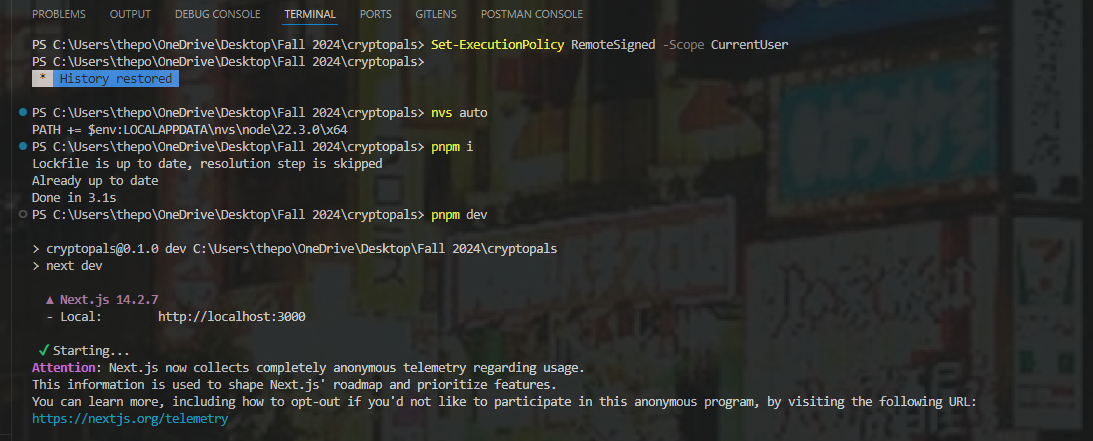 PROBLEMS OUTPUT DEBUG CONSOLE TERMINAL PORTS GITLENS POSTMAN CONSOLE
PS C:\Users\thepo\OneDrive\Desktop\Fall 2024\cryptopals> Set-ExecutionPolicy RemoteSigned -Scope CurrentUser
PS C:\Users\thepo\OneDrive\Desktop\Fall 2024\cryptopals>
* History restored
PS C:\Users\thepo\OneDrive\Desktop\Fall 2024\cryptopals> nvs auto
PATH += $env:LOCALAPPDATA\nvs\node\22.3.0\x64
PS C:\Users\thepo\OneDrive\Desktop\Fall 2024\cryptopals> pnpm i
Lockfile is up to date, resolution step is skipped
Already up to date
Done in 3.1s
PS C:\Users\thepo\OneDrive\Desktop\Fall 2024\cryptopals> pnpm dev
> cryptopals@0.1.0 dev C:\Users\thepo\OneDrive\Desktop\Fall 2024\cryptopals
> next dev
▲ Next.js 14.2.7
- Local: http://localhost:3000
✓ Starting...
Attention: Next.js now collects completely anonymous telemetry regarding usage.
This information is used to shape Next.js' roadmap and prioritize features.
You can learn more, including how to opt-out if you'd not like to participate in this anonymous program, by visiting the following URL:
https://nextjs.org/telemetry